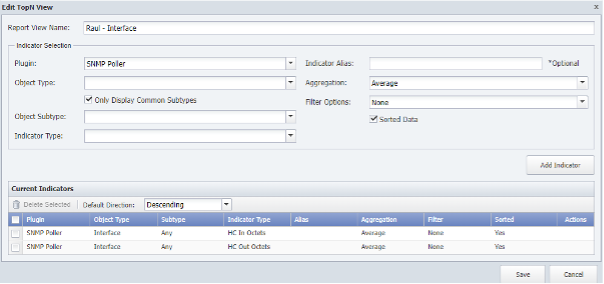 Edit TopN View x
Report View Name: Raul - Interface
Indicator Selection
Plugin: SNMP Poller Indicator Alias: *Optional
Object Type: Aggregation: Average
Only Display Common Subtypes Filter Options: None
Object Subtype: Sorted Data
Indicator Type:
Add Indicator
Current Indicators
Delete Selected Default Direction: Descending
Plugin Object Type Subtype Indicator Type Alias Aggregation Filter Sorted Actions
SNMP Poller Interface Any HC In Octets Average None Yes
SNMP Poller Interface Any HC Out Octets Average None Yes
Save Cancel